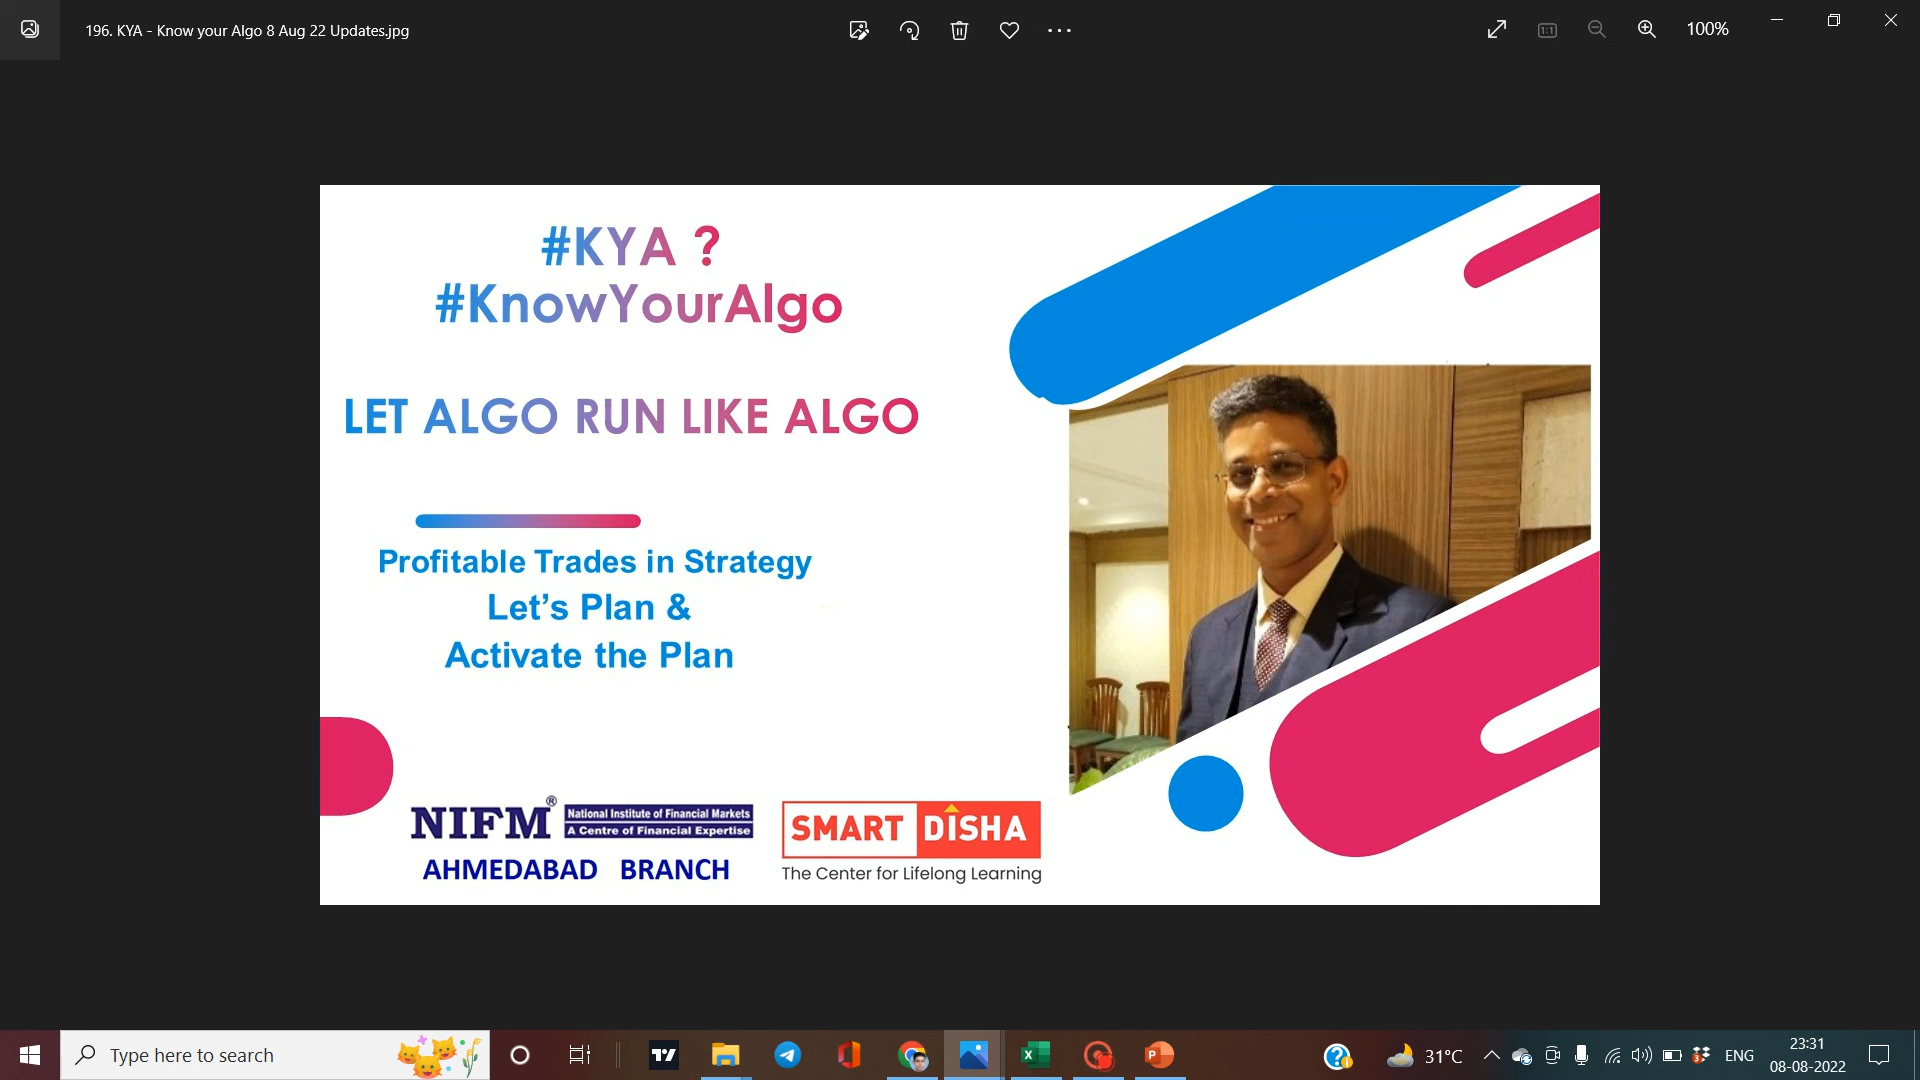 196. KYA - Know your Algo 8 Aug 22 Updates.jpg
100%
#KYA ?
#KnowYourAlgo
LET ALGO RUN LIKE ALGO
Profitable Trades in Strategy
Let's Plan &
Activate the Plan
NIFM®
National Institute of Financial Markets
A Centre of Financial Expertise
AHMEDABAD BRANCH
SMART DISHA
The Center for Lifelong Learning
Type here to search
31°C
ENG
23:31
08-08-2022